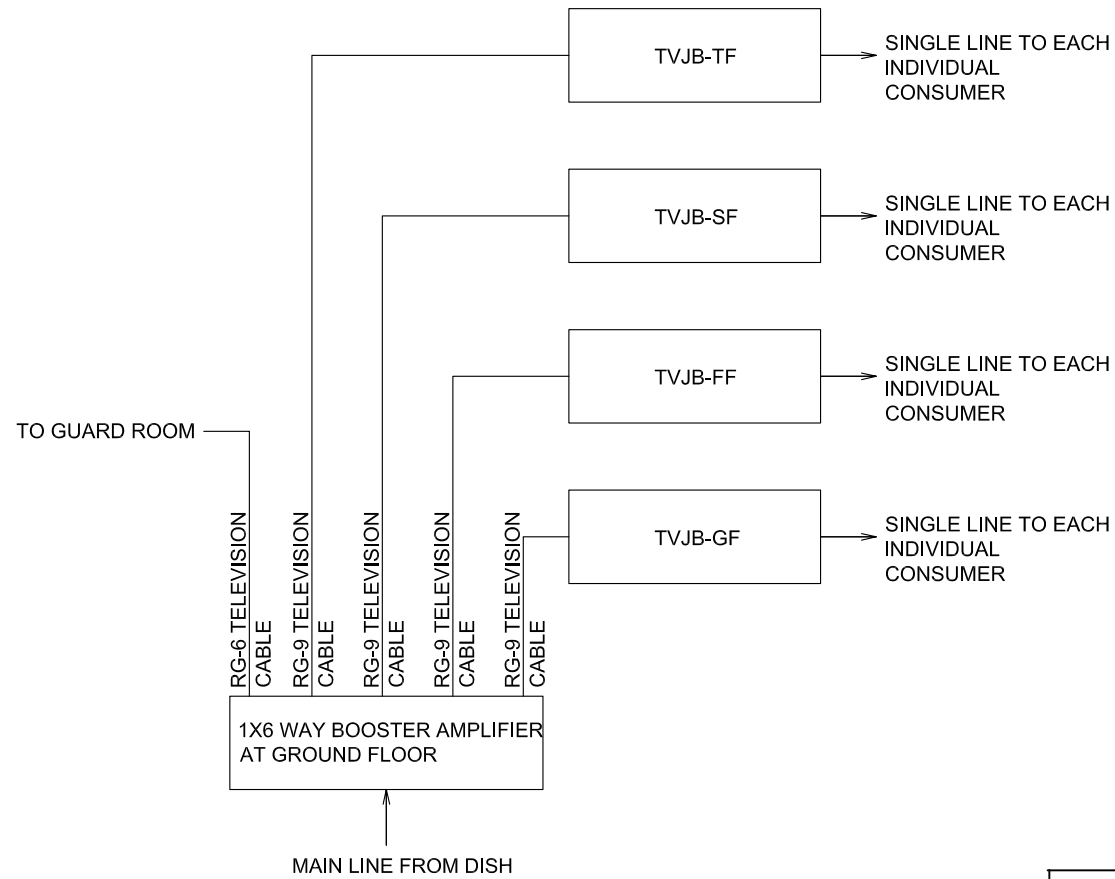 TVJB-TF
SINGLE LINE TO EACH
INDIVIDUAL
CONSUMER
TVJB-SF
SINGLE LINE TO EACH
INDIVIDUAL
CONSUMER
TVJB-FF
SINGLE LINE TO EACH
INDIVIDUAL
CONSUMER
TO GUARD ROOM
TVJB-GF
SINGLE LINE TO EACH
INDIVIDUAL
CONSUMER
RG-6 TELEVISION
CABLE
RG-9 TELEVISION
CABLE
RG-9 TELEVISION
CABLE
RG-9 TELEVISION
CABLE
RG-9 TELEVISION
CABLE
1X6 WAY BOOSTER AMPLIFIER
AT GROUND FLOOR
MAIN LINE FROM DISH